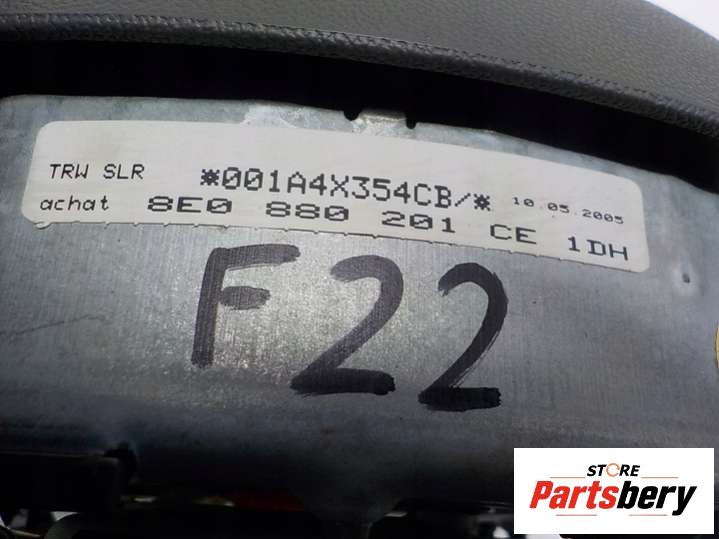 TRW SLR *001A4X354CB/* 10.05.2005
achat 8E0 880 201 CE 1DH
F22
STORE
Partsbery